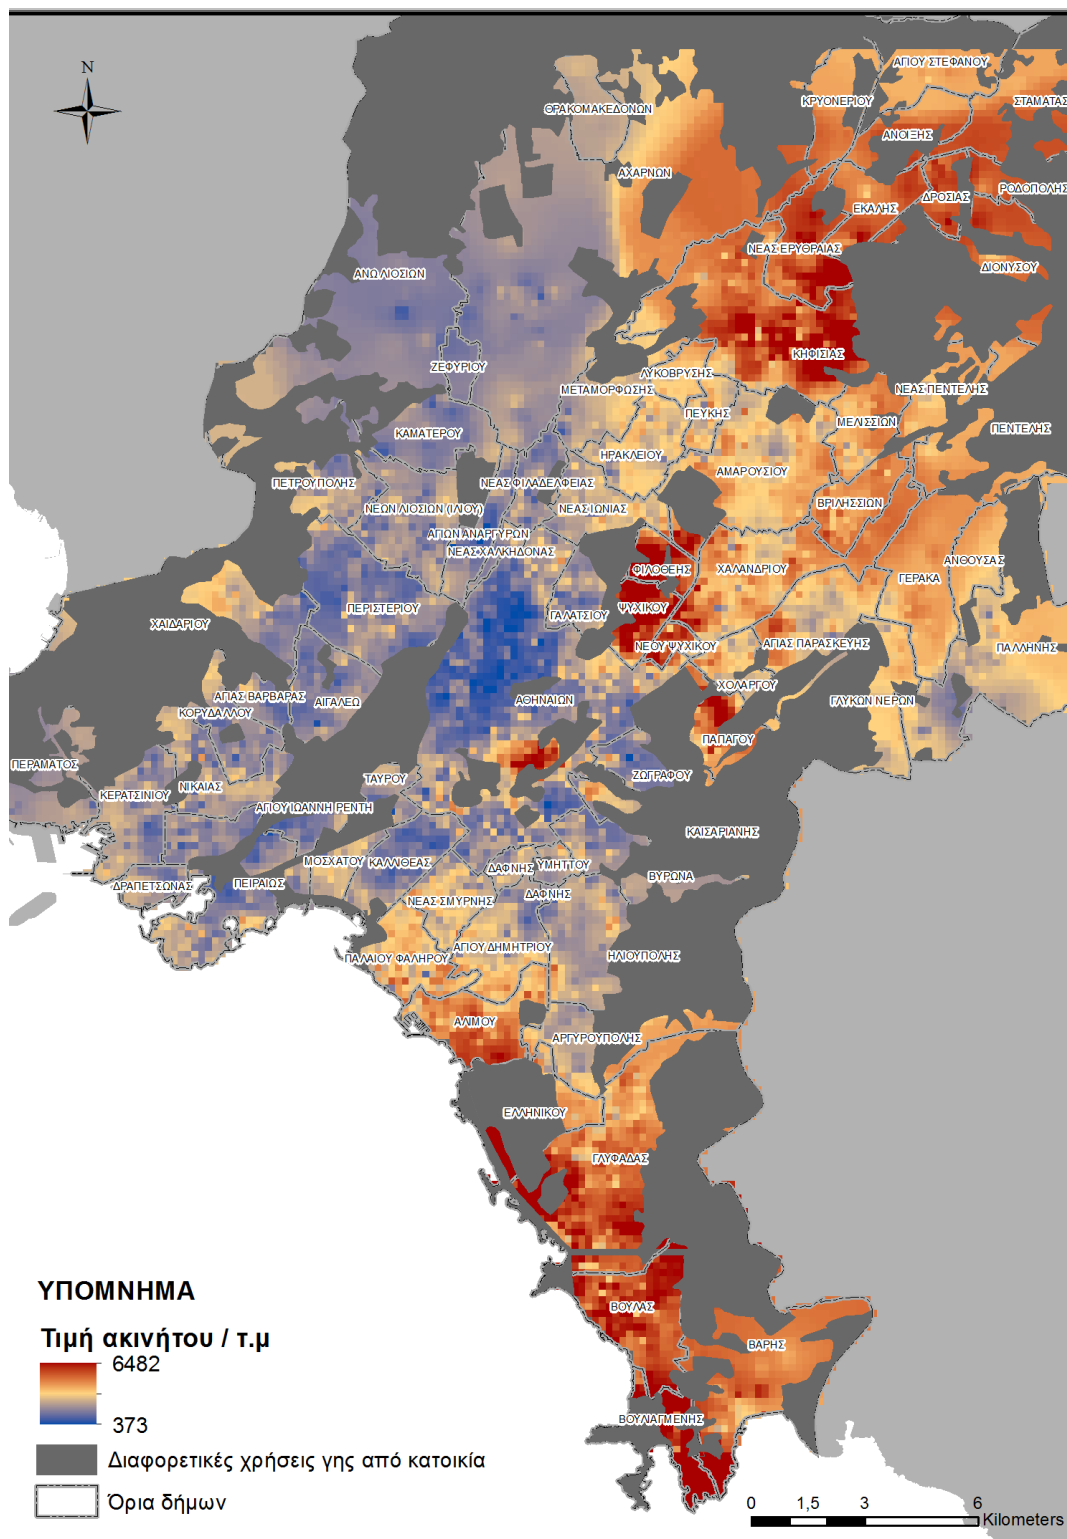 N
ΑΓΙΟΥ ΣΤΕΦΑΝΟΥ
ΚΡΥΟΝΕΡΙΟΥ
ΣΤΑΜΑΤΑΣ
ΘΡΑΚΟΜΑΚΕΔΟΝΩΝ
ΑΝΟΙΞΗΣ
ΑΧΑΡΝΩΝ
ΡΟΔΟΠΟΛΗΣ
ΔΡΟΣΙΑΣ
ΕΚΑΛΗΣ
ΝΕΑΣ ΕΡΥΘΡΑΙΑΣ
ΔΙΟΝΥΣΟΥ
ΑΝΩ ΛΙΟΣΙΩΝ
ΚΗΦΙΣΙΑΣ
ΖΕΦΥΡΙΟΥ
ΛΥΚΟΒΡΥΣΗΣ
ΜΕΤΑΜΟΡΦΩΣΗΣ
ΝΕΑΣ ΠΕΝΤΕΛΗΣ
ΠΕΥΚΗΣ
ΜΕΛΙΣΣΙΩΝ
ΠΕΝΤΕΛΗΣ
ΚΑΜΑΤΕΡΟΥ
ΗΡΑΚΛΕΙΟΥ
ΑΜΑΡΟΥΣΙΟΥ
ΠΕΤΡΟΥΠΟΛΗΣ
ΝΕΑΣ ΦΙΛΑΔΕΛΦΕΙΑΣ
ΒΡΙΛΗΣΣΙΩΝ
ΝΕΩΝ ΛΙΟΣΙΩΝ (ΙΛΙΟΥ)
ΝΕΑΣ ΙΩΝΙΑΣ
ΑΓΙΩΝ ΑΝΑΡΓΥΡΩΝ
ΝΕΑΣ ΧΑΛΚΗΔΟΝΑΣ
ΑΝΘΟΥΣΑΣ
ΦΙΛΟΘΕΗΣ
ΧΑΛΑΝΔΡΙΟΥ
ΓΕΡΑΚΑ
ΠΕΡΙΣΤΕΡΙΟΥ
ΨΥΧΙΚΟΥ
ΓΑΛΑΤΣΙΟΥ
ΧΑΙΔΑΡΙΟΥ
ΝΕΟΥ ΨΥΧΙΚΟΥ
ΑΓΙΑΣ ΠΑΡΑΣΚΕΥΗΣ
ΠΑΛΛΗΝΗΣ
ΧΟΛΑΡΓΟΥ
ΑΓΙΑΣ ΒΑΡΒΑΡΑΣ
ΑΙΓΑΛΕΩ
ΑΘΗΝΑΙΩΝ
ΓΛΥΚΩΝ ΝΕΡΩΝ
ΚΟΡΥΔΑΛΛΟΥ
ΠΑΠΑΓΟΥ
ΠΕΡΑΜΑΤΟΣ
ΤΑΥΡΟΥ
ΖΩΓΡΑΦΟΥ
ΝΙΚΑΙΑΣ
ΚΕΡΑΤΣΙΝΙΟΥ
ΑΓΙΟΥ ΙΩΑΝΝΗ ΡΕΝΤΗ
ΚΑΙΣΑΡΙΑΝΗΣ
ΜΟΣΧΑΤΟΥ
ΚΑΛΛΙΘΕΑΣ
ΔΑΦΝΗΣ
ΥΜΗΤΤΟΥ
ΒΥΡΩΝΑ
ΔΡΑΠΕΤΣΩΝΑΣ
ΠΕΙΡΑΙΩΣ
ΔΑΦΝΗΣ
ΝΕΑΣ ΣΜΥΡΝΗΣ
ΑΓΙΟΥ ΔΗΜΗΤΡΙΟΥ
ΠΑΛΑΙΟΥ ΦΑΛΗΡΟΥ
ΗΛΙΟΥΠΟΛΗΣ
ΑΛΙΜΟΥ
ΑΡΓΥΡΟΥΠΟΛΗΣ
ΕΛΛΗΝΙΚΟΥ
ΓΛΥΦΑΔΑΣ
ΒΟΥΛΑΣ
ΒΑΡΗΣ
ΒΟΥΛΙΑΓΜΕΝΗΣ
ΥΠΟΜΝΗΜΑ
Τιμή ακινήτου / τ.μ
6482
373
Διαφορετικές χρήσεις γης από κατοικία
Όρια δήμων
0 1,5 3 6
Kilometers